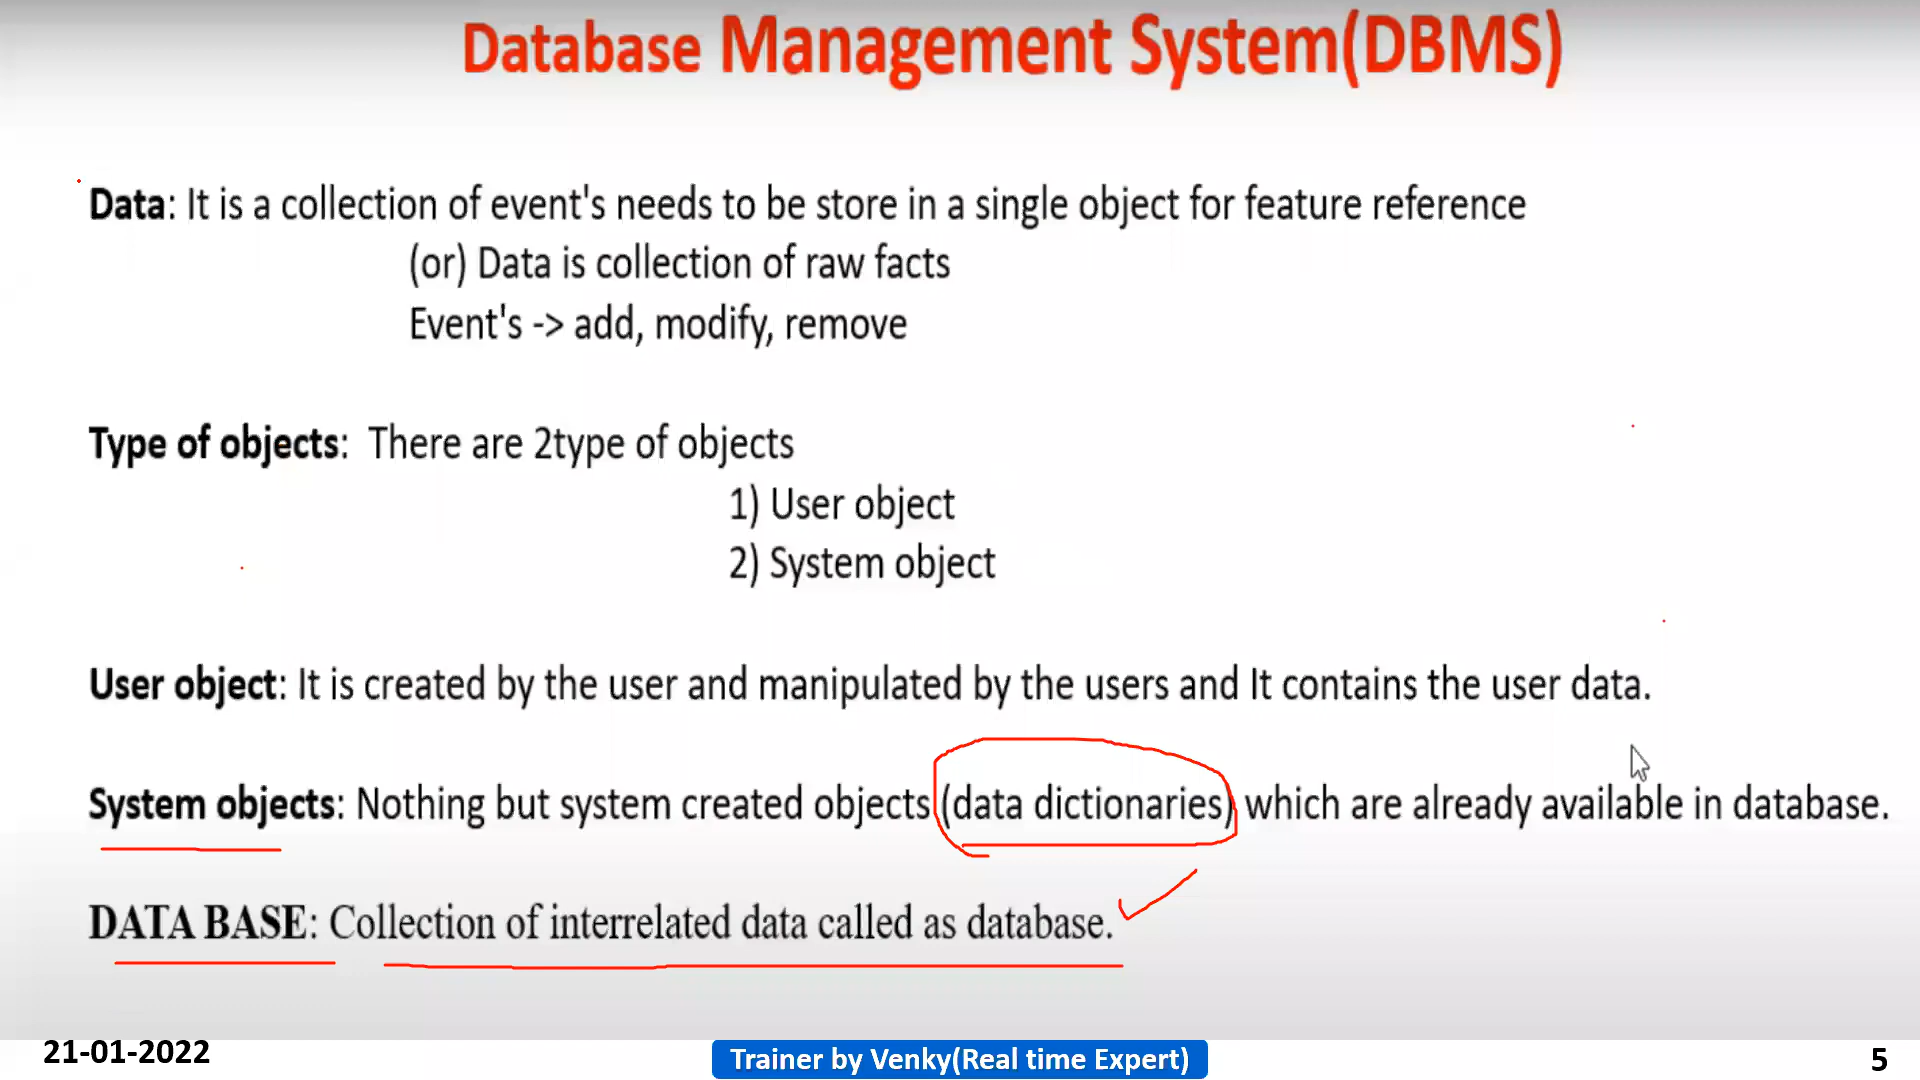 Database Management System(DBMS)
Data: It is a collection of event's needs to be store in a single object for feature reference
(or) Data is collection of raw facts
Event's -> add, modify, remove
Type of objects: There are 2type of objects
1) User object
2) System object
User object: It is created by the user and manipulated by the users and It contains the user data.
System objects: Nothing but system created objects (data dictionaries) which are already available in database.
DATA BASE: Collection of interrelated data called as database.
21-01-2022
Trainer by Venky(Real time Expert)
5